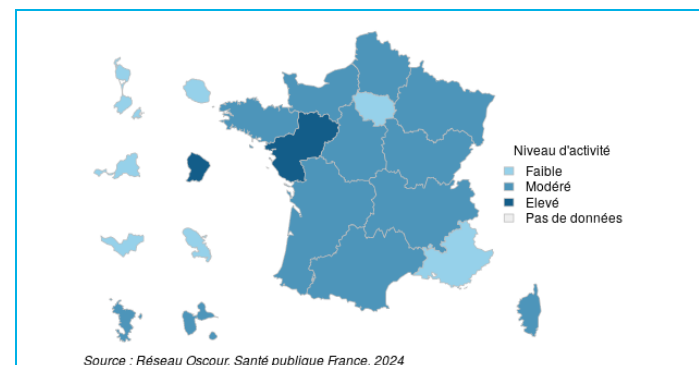 Niveau d'activité
Faible
Modéré
Elevé
Pas de données
Source : Réseau Oscour, Santé publique France, 2024